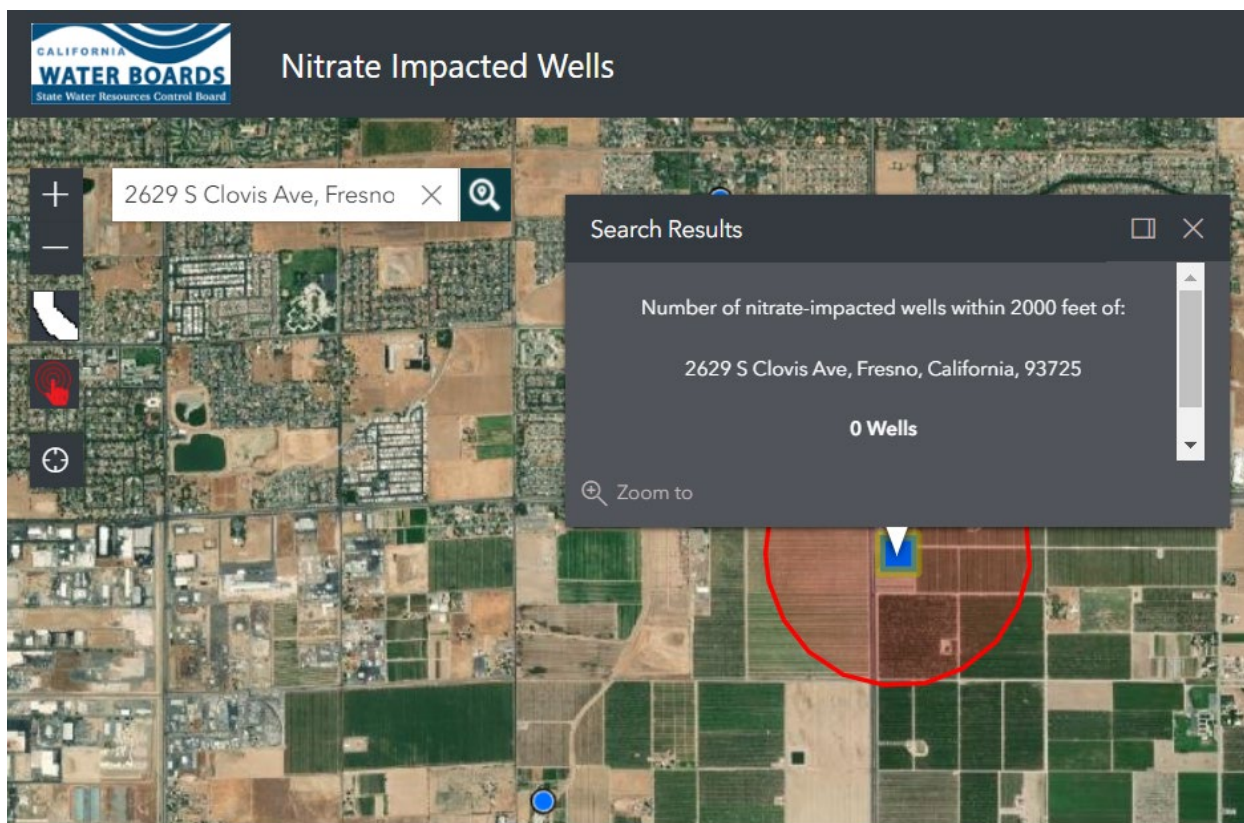 CALIFORNIA
WATER BOARDS
State Water Resources Control Board
Nitrate Impacted Wells
2629 S Clovis Ave, Fresno
Search Results
Number of nitrate-impacted wells within 2000 feet of:
2629 S Clovis Ave, Fresno, California, 93725
0 Wells
Zoom to